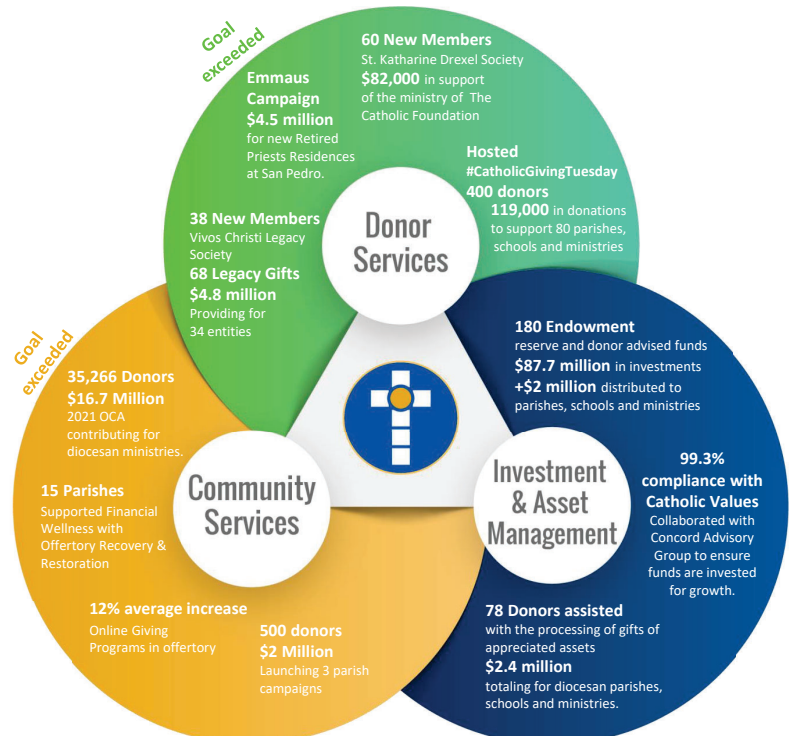 Goal
exceeded
60 New Members
St. Katharine Drexel Society
$82,000 in support
of the ministry of The
Catholic Foundation
Emmaus
Campaign
$4.5 million
for new Retired
Priests Residences
at San Pedro.
Hosted
#CatholicGivingTuesday
400 donors
119,000 in donations
to support 80 parishes,
schools and ministries
38 New Members
Vivos Christi Legacy
Society
68 Legacy Gifts
$4.8 million
Providing for
34 entities
Donor
Services
Goal
exceeded
35,266 Donors
$16.7 Million
2021 OCA
contributing for
diocesan ministries.
15 Parishes
Supported Financial
Wellness with
Offertory Recovery &
Restoration
12% average increase
Online Giving
Programs in offertory
500 donors
$2 Million
Launching 3 parish
campaigns
Community
Services
180 Endowment
reserve and donor advised funds
$87.7 million in investments
+$2 million distributed to
parishes, schools and ministries
99.3%
compliance with
Catholic Values
Collaborated with
Concord Advisory
Group to ensure
funds are invested
for growth.
Investment
& Asset
Management
78 Donors assisted
with the processing of gifts of
appreciated assets
$2.4 million
totaling for diocesan parishes,
schools and ministries.